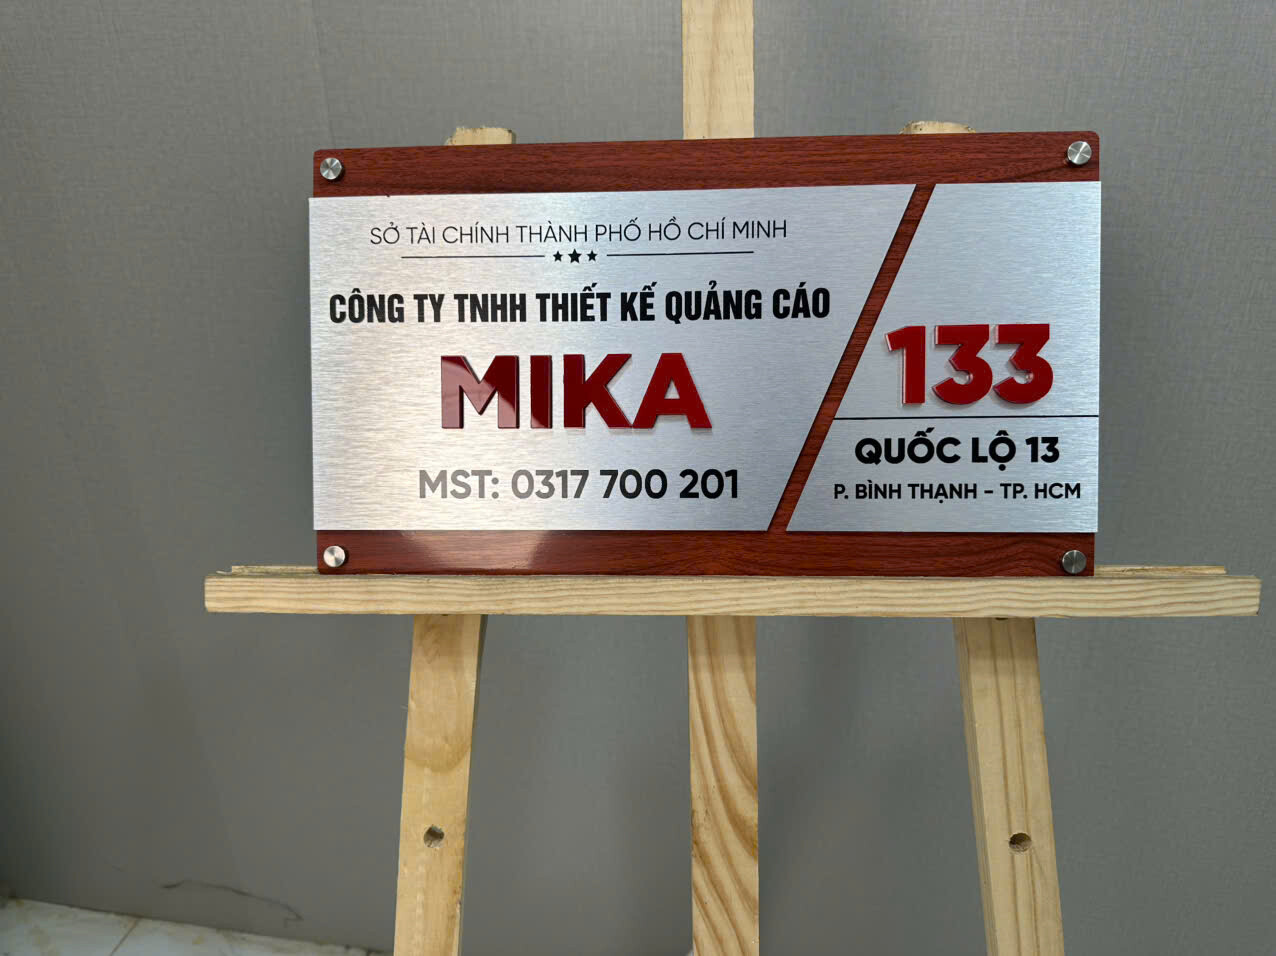 SỞ TÀI CHÍNH THÀNH PHỐ HỒ CHÍ MINH
CÔNG TY TNHH THIẾT KẾ QUẢNG CÁO
MIKA
MST: 0317 700 201
133
QUỐC LỘ 13
P. BÌNH THẠNH - TP. HCM